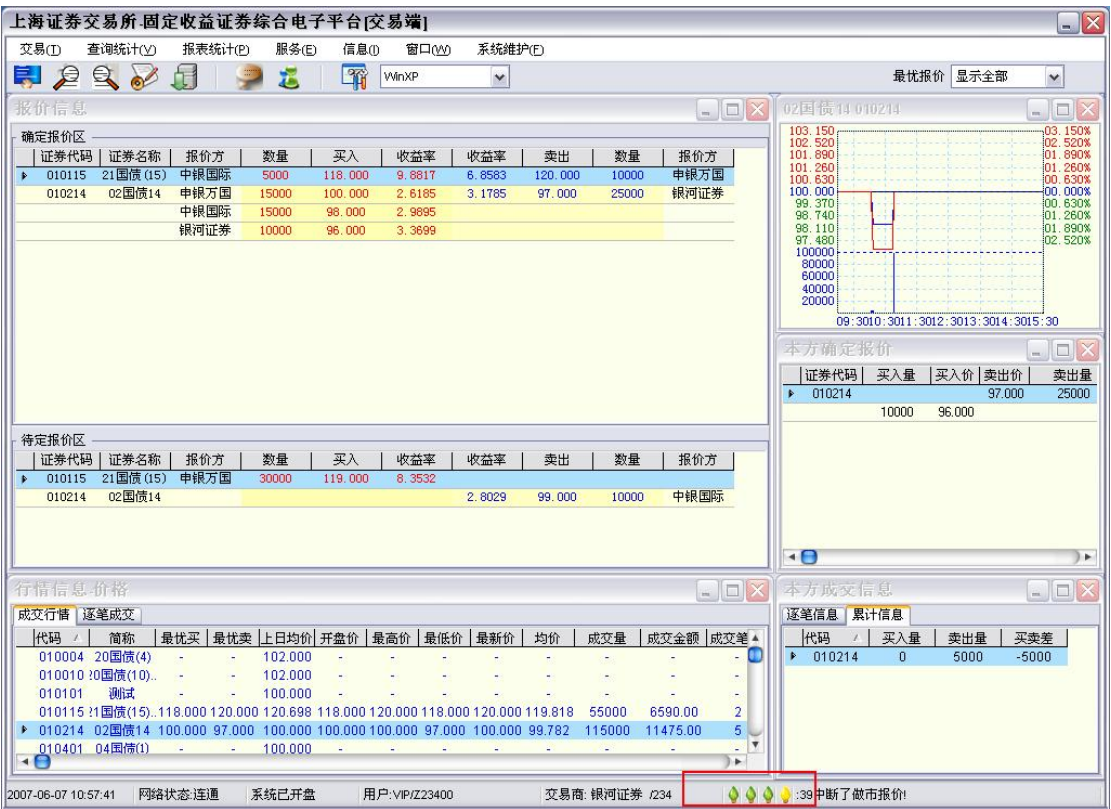 上海证券交易所-固定收益证券综合电子平台[交易端]
交易(T) 查询统计(V) 报表统计(P) 服务(E) 信息(I) 窗口(W) 系统维护(F)
WinXP 最优报价 显示全部
报价信息
确定报价区
证券代码 证券名称 报价方 数量 买入 收益率 收益率 卖出 数量 报价方
010115 21国债(15) 中银国际 5000 118.000 9.8817 6.8583 120.000 10000 申银万国
010214 02国债14 申银万国 15000 100.000 2.6185 3.1785 97.000 25000 银河证券
中银国际 15000 98.000 2.9895
银河证券 10000 96.000 3.3699
待定报价区
证券代码 证券名称 报价方 数量 买入 收益率 收益率 卖出 数量 报价方
010115 21国债(15) 申银万国 30000 119.000 8.3532
010214 02国债14 2.8029 99.000 10000 中银国际
02国债14 010214
103.150 03.150%
102.520 02.520%
101.890 01.890%
101.260 01.260%
100.630 00.630%
100.000 00.000%
99.370 00.630%
98.740 01.260%
98.110 01.890%
97.480 02.520%
100000
80000
60000
40000
20000
09:3010:3011:3012:3013:3014:3015:30
本方确定报价
证券代码 买入量 买入价 卖出价 卖出量
010214 97.000 25000
10000 96.000
行情信息-价格
成交行情 逐笔成交
代码 简称 最优买 最优卖 上日均价 开盘价 最高价 最低价 最新价 均价 成交量 成交金额 成交笔
010004 20国债(4) - - 102.000 - - - - - - - -
010010 20国债(10).. - - 102.000 - - - - - - - -
010101 测试 - - 100.000 - - - - - - - -
010115 21国债(15).. 118.000 120.000 120.698 118.000 120.000 118.000 120.000 119.818 55000 6590.00 2
010214 02国债14 100.000 97.000 100.000 100.000 100.000 97.000 100.000 99.782 115000 11475.00 5
010401 04国债(1) - - 100.000 - - - - - - - -
本方成交信息
逐笔信息 累计信息
代码 买入量 卖出量 买卖差
010214 0 5000 -5000
2007-06-07 10:57:41 网络状态:连通 系统已开盘 用户:VIP/Z23400 交易商: 银河证券 /234 :39中断了做市报价!